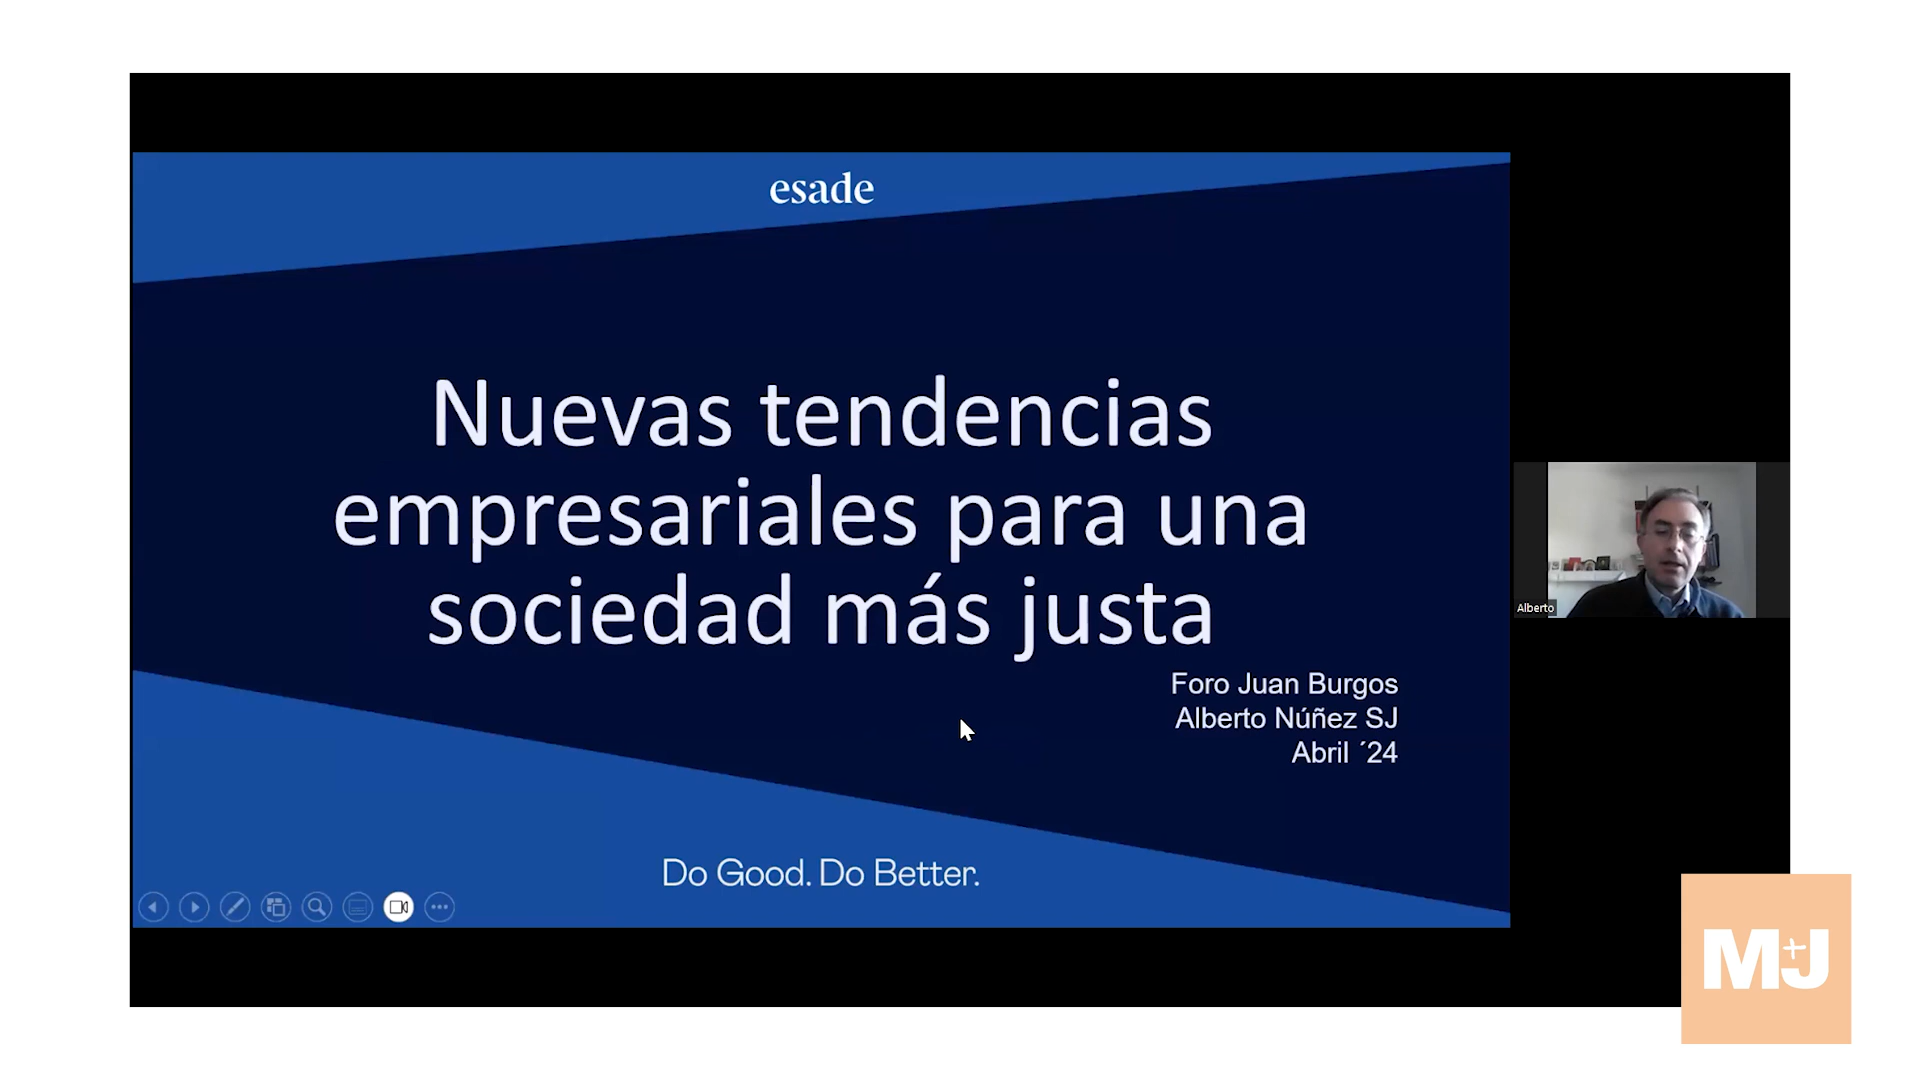 esade
Nuevas tendencias
empresariales para una
sociedad más justa
Foro Juan Burgos
Alberto Núñez SJ
Abril ´24
Do Good. Do Better.
Alberto
M+J